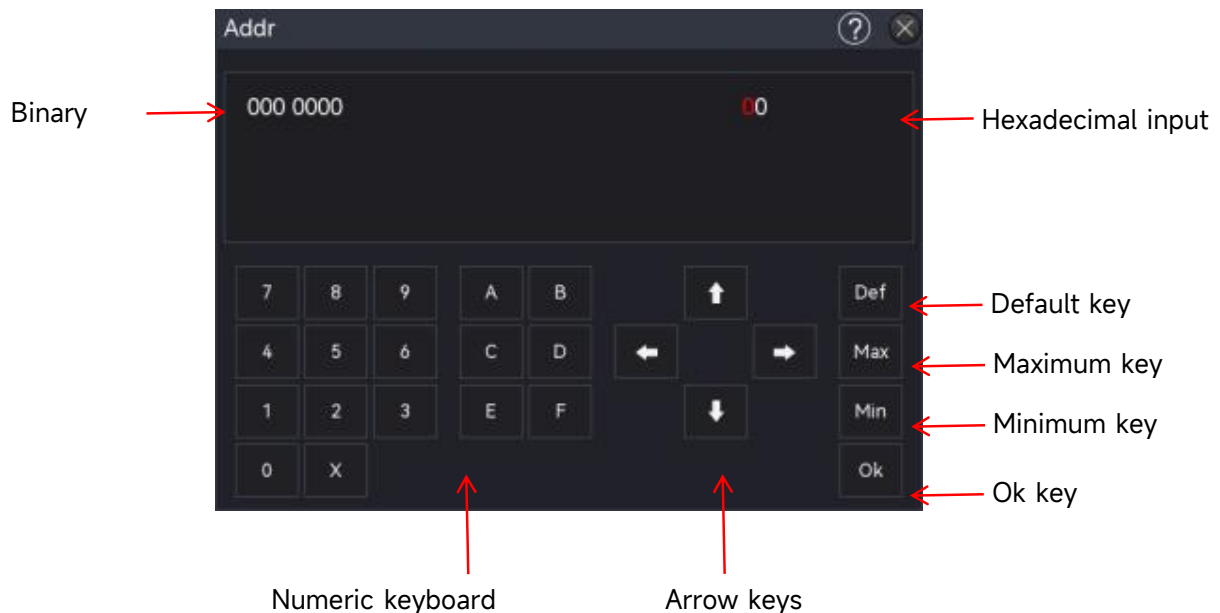 Addr
?
Binary
000 0000
00
Hexadecimal input
7 8 9 A B Def
Default key
4 5 6 C D Max
Maximum key
1 2 3 E F Min
Minimum key
0 X Ok
Ok key
Numeric keyboard
Arrow keys